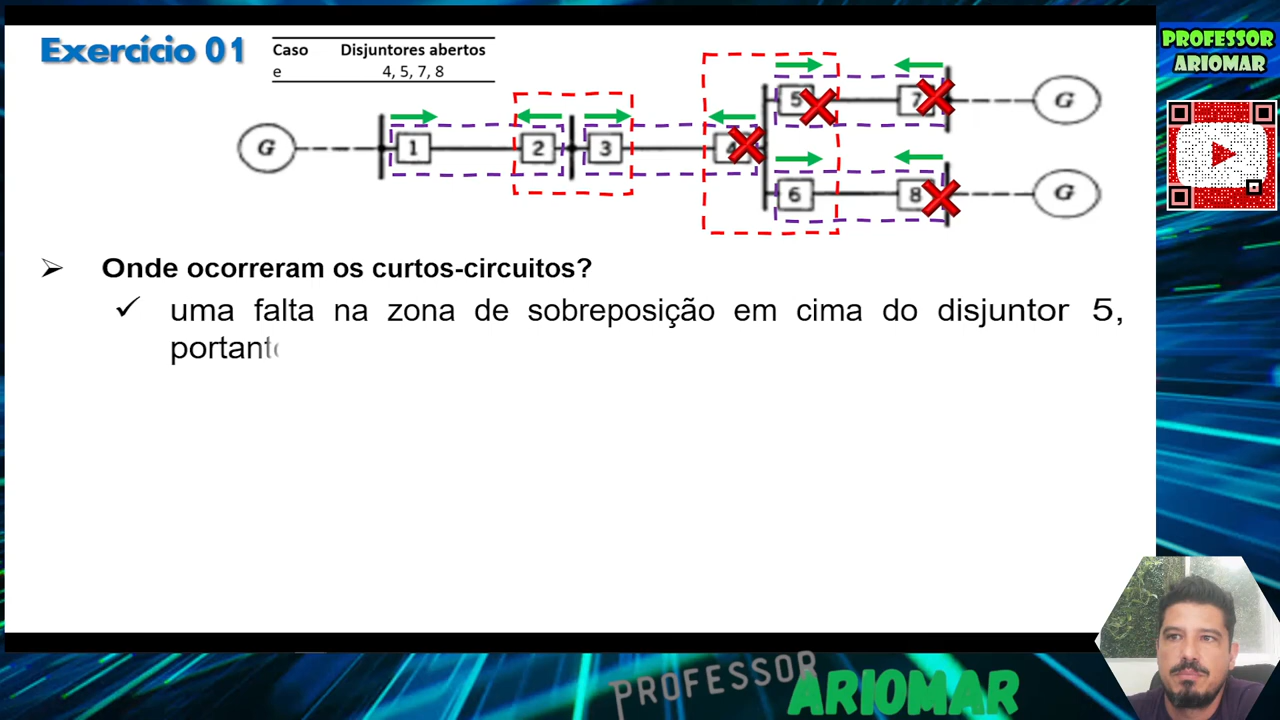 Exercício 01
Caso Disjuntores abertos
e 4, 5, 7, 8
PROFESSOR
ARIOMAR
5 7 G
G 1 2 3 4
6 8 G
Onde ocorreram os curtos-circuitos?
uma falta na zona de sobreposição em cima do disjuntor 5,
portanto
PROFESSOR
ARIOMAR